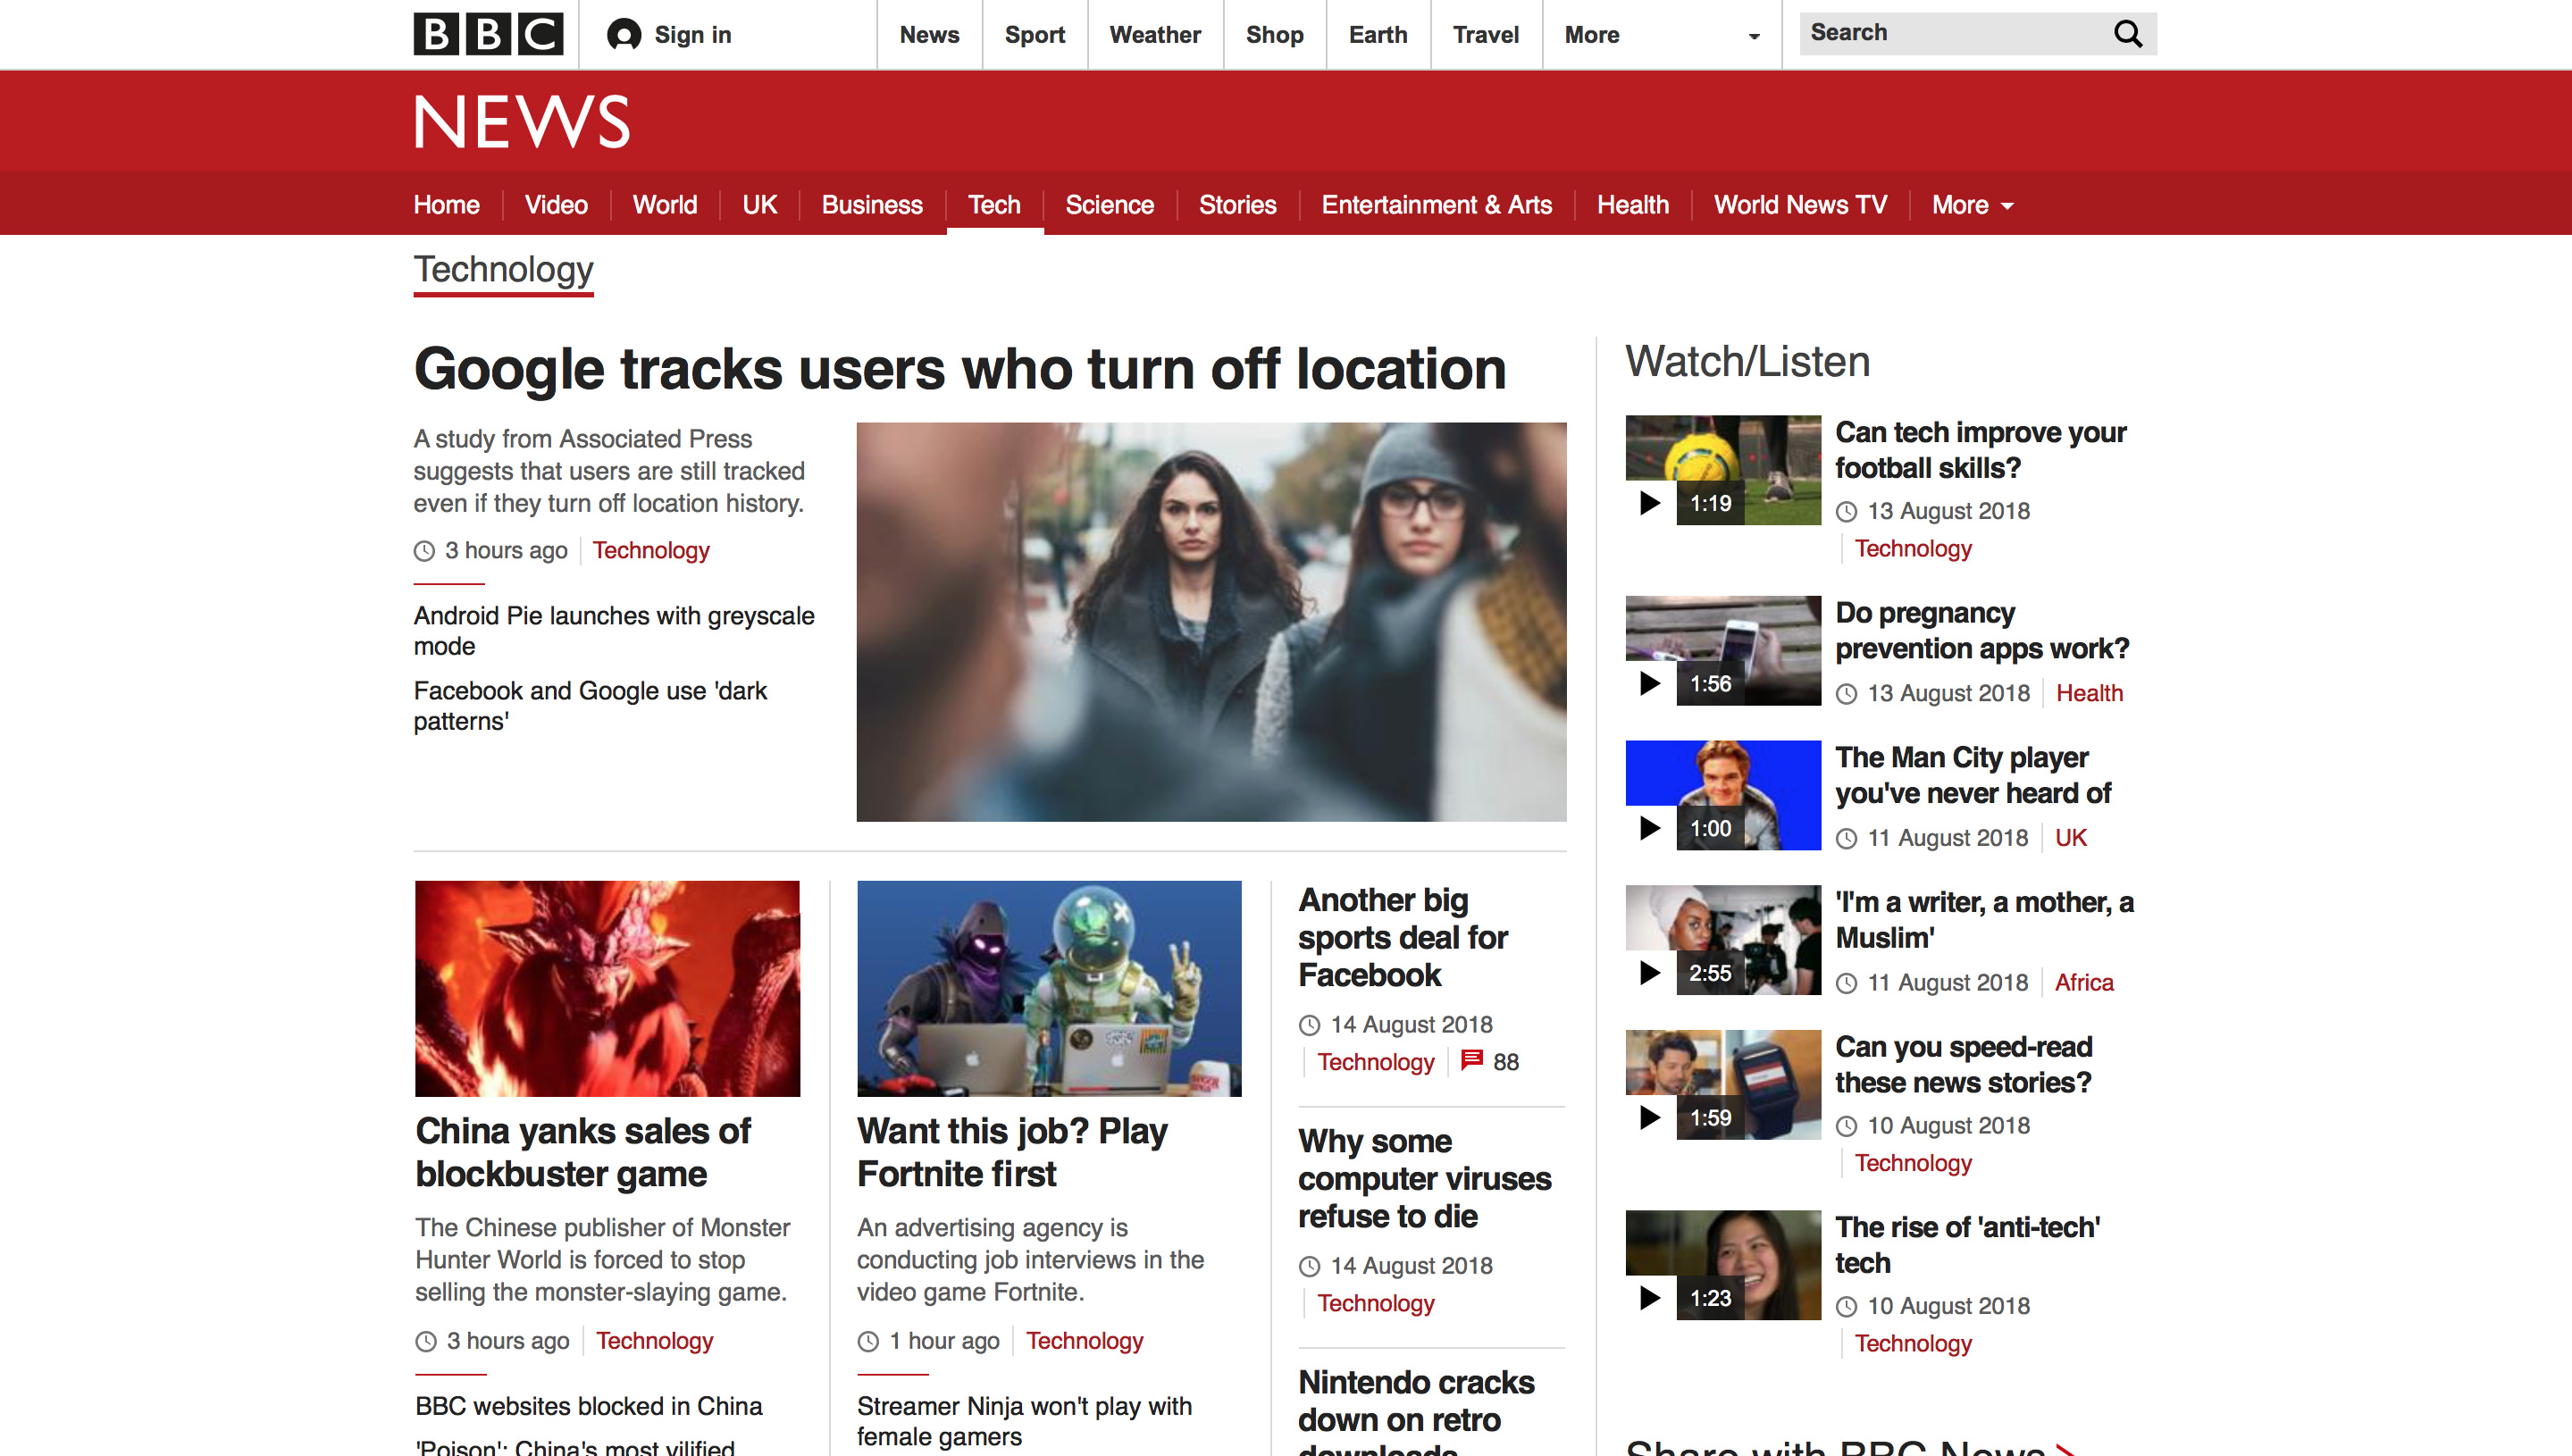 BBC
Sign in
News
Sport
Weather
Shop
Earth
Travel
More
Search
NEWS
Home
Video
World
UK
Business
Tech
Science
Stories
Entertainment & Arts
Health
World News TV
More
Technology
Google tracks users who turn off location
A study from Associated Press
suggests that users are still tracked
even if they turn off location history.
3 hours ago
Technology
Android Pie launches with greyscale
mode
Facebook and Google use 'dark
patterns'
China yanks sales of
blockbuster game
The Chinese publisher of Monster
Hunter World is forced to stop
selling the monster-slaying game.
3 hours ago
Technology
BBC websites blocked in China
'Poison': China's most vilified
Want this job? Play
Fortnite first
An advertising agency is
conducting job interviews in the
video game Fortnite.
1 hour ago
Technology
Streamer Ninja won't play with
female gamers
Another big
sports deal for
Facebook
14 August 2018
Technology
88
Why some
computer viruses
refuse to die
14 August 2018
Technology
Nintendo cracks
down on retro
downloads
Watch/Listen
1:19
Can tech improve your
football skills?
13 August 2018
Technology
1:56
Do pregnancy
prevention apps work?
13 August 2018
Health
1:00
The Man City player
you've never heard of
11 August 2018
UK
2:55
'I'm a writer, a mother, a
Muslim'
11 August 2018
Africa
1:59
Can you speed-read
these news stories?
10 August 2018
Technology
1:23
The rise of 'anti-tech'
tech
10 August 2018
Technology
Share with BBC News